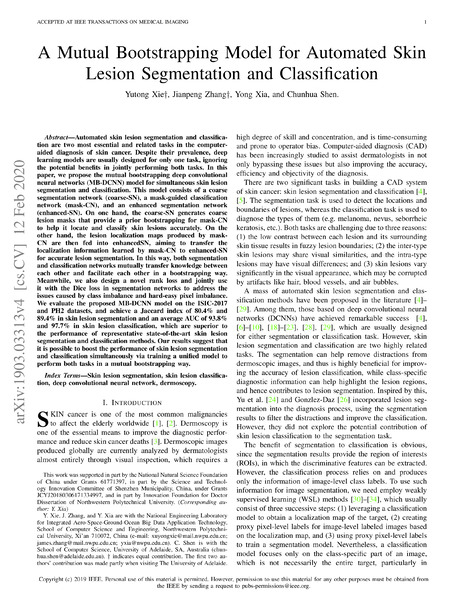 ACCEPTED AT IEEE TRANSACTIONS ON MEDICAL IMAGING
1
A Mutual Bootstrapping Model for Automated Skin
Lesion Segmentation and Classification
Yutong Xie†, Jianpeng Zhang†, Yong Xia, and Chunhua Shen.
arXiv:1903.03313v4 [cs.CV] 12 Feb 2020
Abstract—Automated skin lesion segmentation and classifica-
tion are two most essential and related tasks in the computer-
aided diagnosis of skin cancer. Despite their prevalence, deep
learning models are usually designed for only one task, ignoring
the potential benefits in jointly performing both tasks. In this
paper, we propose the mutual bootstrapping deep convolutional
neural networks (MB-DCNN) model for simultaneous skin lesion
segmentation and classification. This model consists of a coarse
segmentation network (coarse-SN), a mask-guided classification
network (mask-CN), and an enhanced segmentation network
(enhanced-SN). On one hand, the coarse-SN generates coarse
lesion masks that provide a prior bootstrapping for mask-CN
to help it locate and classify skin lesions accurately. On the
other hand, the lesion localization maps produced by mask-
CN are then fed into enhanced-SN, aiming to transfer the
localization information learned by mask-CN to enhanced-SN
for accurate lesion segmentation. In this way, both segmentation
and classification networks mutually transfer knowledge between
each other and facilitate each other in a bootstrapping way.
Meanwhile, we also design a novel rank loss and jointly use
it with the Dice loss in segmentation networks to address the
issues caused by class imbalance and hard-easy pixel imbalance.
We evaluate the proposed MB-DCNN model on the ISIC-2017
and PH2 datasets, and achieve a Jaccard index of 80.4% and
89.4% in skin lesion segmentation and an average AUC of 93.8%
and 97.7% in skin lesion classification, which are superior to
the performance of representative state-of-the-art skin lesion
segmentation and classification methods. Our results suggest that
it is possible to boost the performance of skin lesion segmentation
and classification simultaneously via training a unified model to
perform both tasks in a mutual bootstrapping way.
Index Terms—Skin lesion segmentation, skin lesion classifica-
tion, deep convolutional neural network, dermoscopy.
I. INTRODUCTION
SKIN cancer is one of the most common malignancies
to affect the elderly worldwide [1], [2]. Dermoscopy is
one of the essential means to improve the diagnostic perfor-
mance and reduce skin cancer deaths [3]. Dermoscopic images
produced globally are currently analyzed by dermatologists
almost entirely through visual inspection, which requires a
This work was supported in part by the National Natural Science Foundation
of China under Grants 61771397, in part by the Science and Technol-
ogy Innovation Committee of Shenzhen Municipality, China, under Grants
JCYJ20180306171334997, and in part by Innovation Foundation for Doctor
Dissertation of Northwestern Polytechnical University. (Corresponding au-
thor: Y. Xia)
Y. Xie, J. Zhang, and Y. Xia are with the National Engineering Laboratory
for Integrated Aero-Space-Ground-Ocean Big Data Application Technology,
School of Computer Science and Engineering, Northwestern Polytechni-
cal University, Xi'an 710072, China (e-mail: xuyongxie@mail.nwpu.edu.cn;
james.zhang@mail.nwpu.edu.cn; yxia@nwpu.edu.cn). C. Shen is with the
School of Computer Science, University of Adelaide, SA, Australia (chun-
hua.shen@adelaide.edu.au). † indicates equal contribution. The first two au-
thors' contribution was made partly when visiting The University of Adelaide.
high degree of skill and concentration, and is time-consuming
and prone to operator bias. Computer-aided diagnosis (CAD)
has been increasingly studied to assist dermatologists in not
only bypassing these issues but also improving the accuracy,
efficiency and objectivity of the diagnosis.
There are two significant tasks in building a CAD system
of skin cancer: skin lesion segmentation and classification [4],
[5]. The segmentation task is used to detect the locations and
boundaries of lesions, whereas the classification task is used to
diagnose the types of them (e.g. melanoma, nevus, seborrheic
keratosis, etc.). Both tasks are challenging due to three reasons:
(1) the low contrast between each lesion and its surrounding
skin tissue results in fuzzy lesion boundaries; (2) the inter-type
skin lesions may share visual similarities, and the intra-type
lesions may have visual differences; and (3) skin lesions vary
significantly in the visual appearance, which may be corrupted
by artifacts like hair, blood vessels, and air bubbles.
A mass of automated skin lesion segmentation and clas-
sification methods have been proposed in the literature [4]–
[29]. Among them, those based on deep convolutional neural
networks (DCNNs) have achieved remarkable success [4],
[6]–[16], [18]–[23], [28], [29], which are usually designed
for either segmentation or classification task. However, skin
lesion segmentation and classification are two highly related
tasks. The segmentation can help remove distractions from
dermoscopic images, and thus is highly beneficial for improv-
ing the accuracy of lesion classification, while class-specific
diagnostic information can help highlight the lesion regions,
and hence contributes to lesion segmentation. Inspired by this,
Yu et al. [24] and Gonzlez-Daz [26] incorporated lesion seg-
mentation into the diagnosis process, using the segmentation
results to filter the distractions and improve the classification.
However, they did not explore the potential contribution of
skin lesion classification to the segmentation task.
The benefit of segmentation to classification is obvious,
since the segmentation results provide the region of interests
(ROIs), in which the discriminative features can be extracted.
However, the classification process relies on and produces
only the information of image-level class labels. To use such
information for image segmentation, we need employ weakly
supervised learning (WSL) methods [30]–[34], which usually
consist of three successive steps: (1) leveraging a classification
model to obtain a localization map of the target, (2) creating
proxy pixel-level labels for image-level labeled images based
on the localization map, and (3) using proxy pixel-level labels
to train a segmentation model. Nevertheless, a classification
model focuses only on the class-specific part of an image,
which is not necessarily the entire target, particularly in
Copyright (c) 2019 IEEE. Personal use of this material is permitted. However, permission to use this material for any other purposes must be obtained from
the IEEE by sending a request to pubs-permissions@ieee.org.